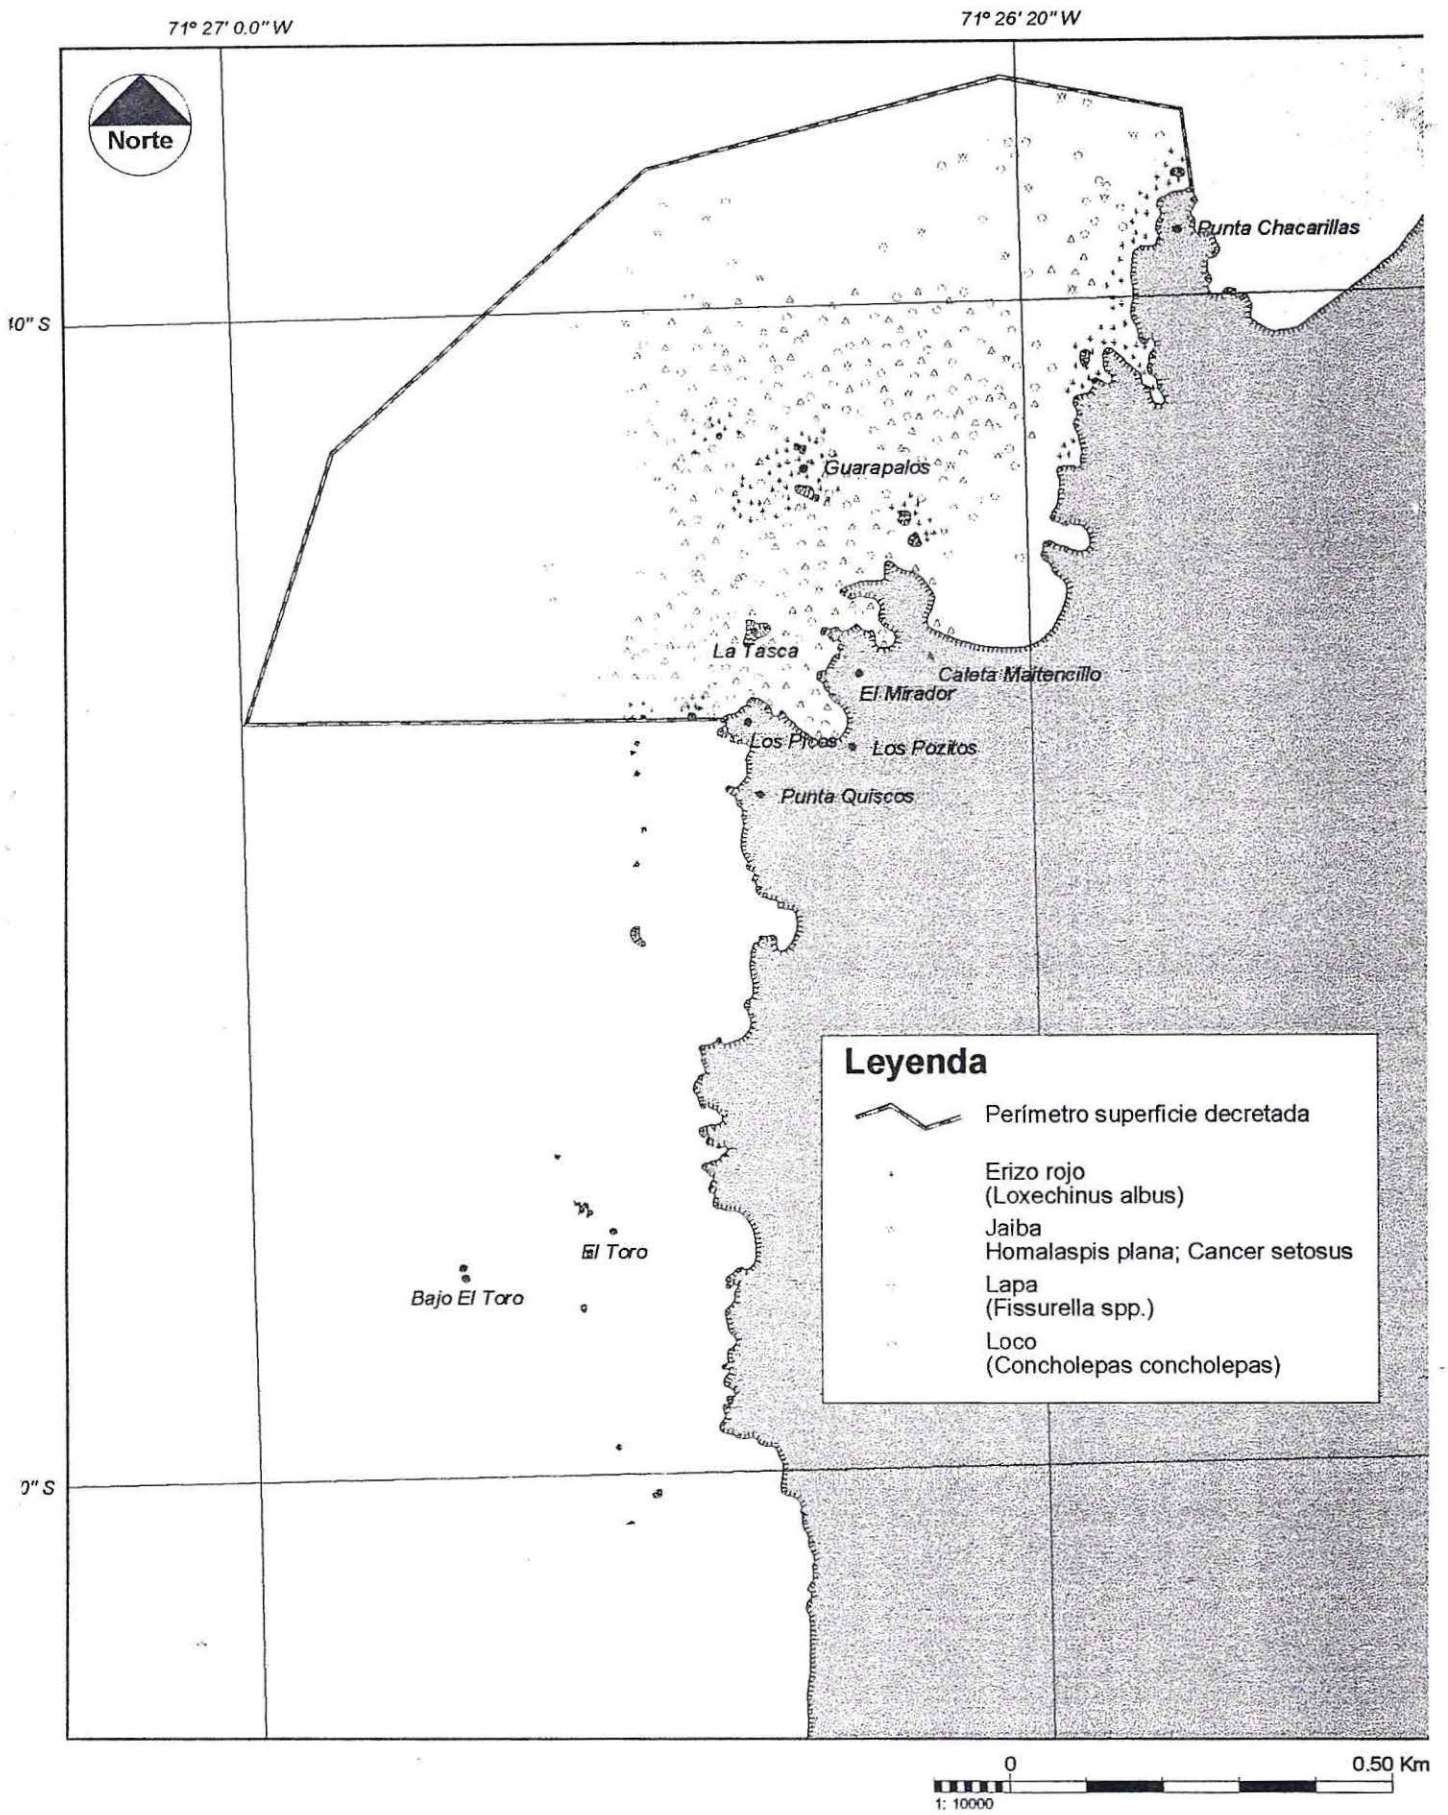 71° 27' 0.0" W
71° 26' 20" W
Norte
Punta Chacarillas
40" S
Guarapalos
La Tasca
Caleta Maitencillo
El Mirador
Los Picos
Los Pozitos
Punta Quiscos
Leyenda
Perímetro superficie decretada
Erizo rojo
(Loxechinus albus)
Jaiba
Homalaspis plana; Cancer setosus
Lapa
(Fissurella spp.)
Loco
(Concholepas concholepas)
El Toro
Bajo El Toro
0" S
0
0.50 Km
1: 10000